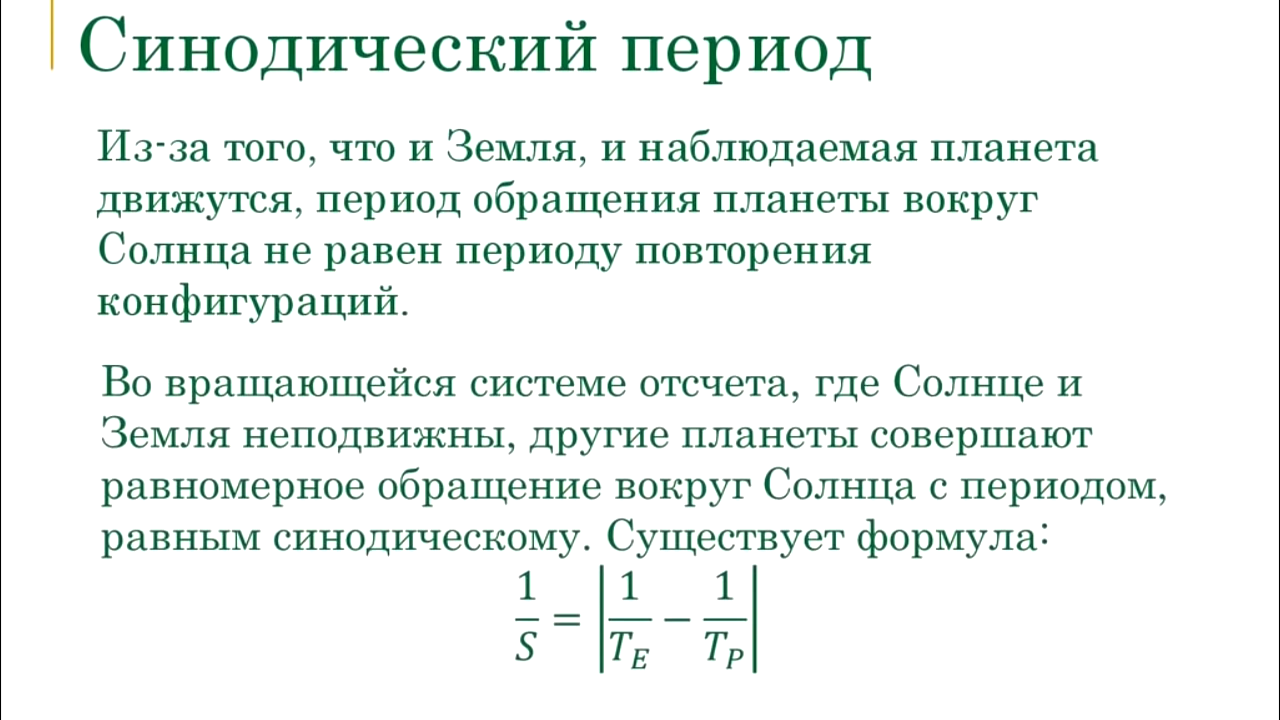 Синодический период
Из-за того, что и Земля, и наблюдаемая планета
движутся, период обращения планеты вокруг
Солнца не равен периоду повторения
конфигураций.
Во вращающейся системе отсчета, где Солнце и
Земля неподвижны, другие планеты совершают
равномерное обращение вокруг Солнца с периодом,
равным синодическому. Существует формула:
1/S = |1/T_E − 1/T_P|